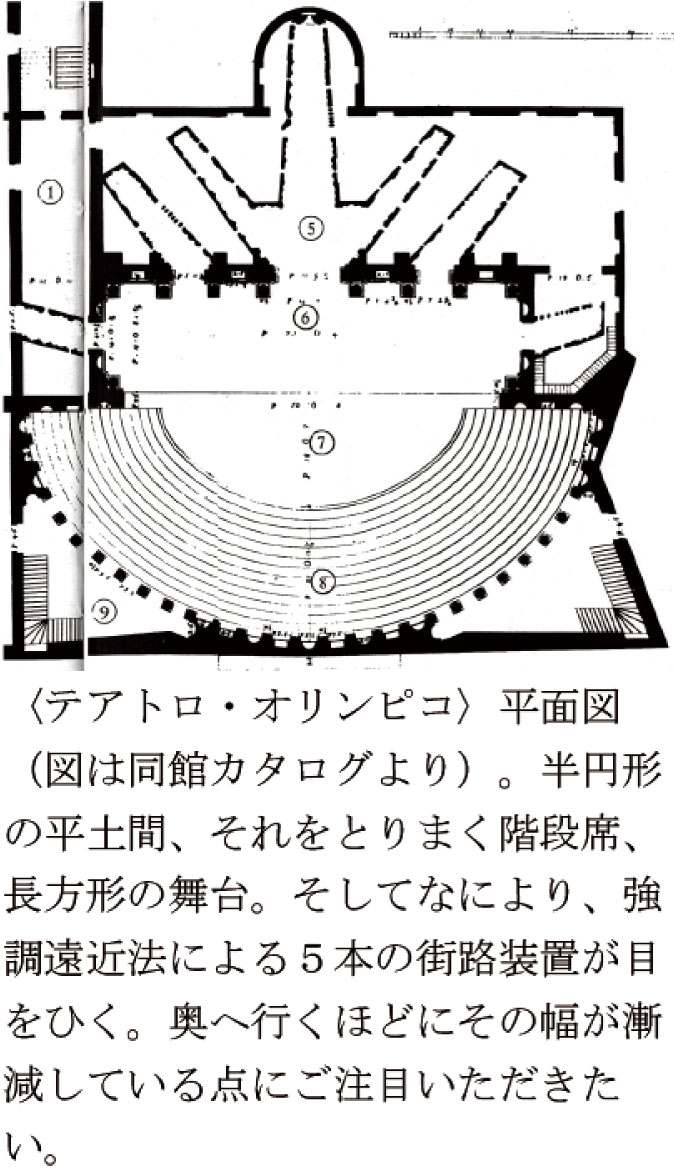 ①
⑤
⑥
⑦
⑧
⑨
〈テアトロ・オリンピコ〉平面図
(図は同館カタログより)。半円形
の平土間、それをとりまく階段席、
長方形の舞台。そしてなにより、強
調遠近法による5本の街路装置が目
をひく。奥へ行くほどにその幅が漸
減している点にご注目いただきた
い。